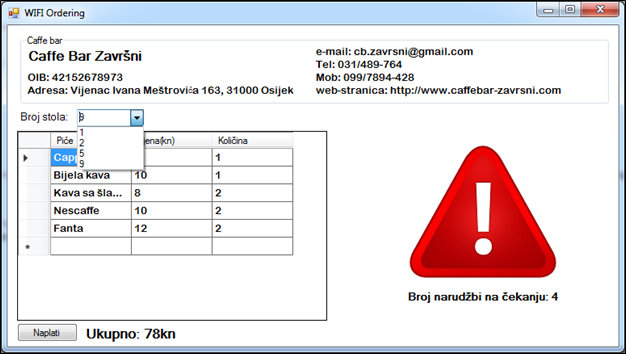 WIFI Ordering
Caffe bar
Caffe Bar Završni
OIB: 42152678973
Adresa: Vijenac Ivana Meštrovića 163, 31000 Osijek
e-mail: cb.zavrsni@gmail.com
Tel: 031/489-764
Mob: 099/7894-428
web-stranica: http://www.caffebar-zavrsni.com
Broj stola: 9
1
2
5
9
Piće jena(kn) Količina
Capp 1
Bijela kava 10 1
Kava sa šla... 8 2
Nescaffe 10 2
Fanta 12 2
Broj narudžbi na čekanju: 4
Naplati Ukupno: 78kn